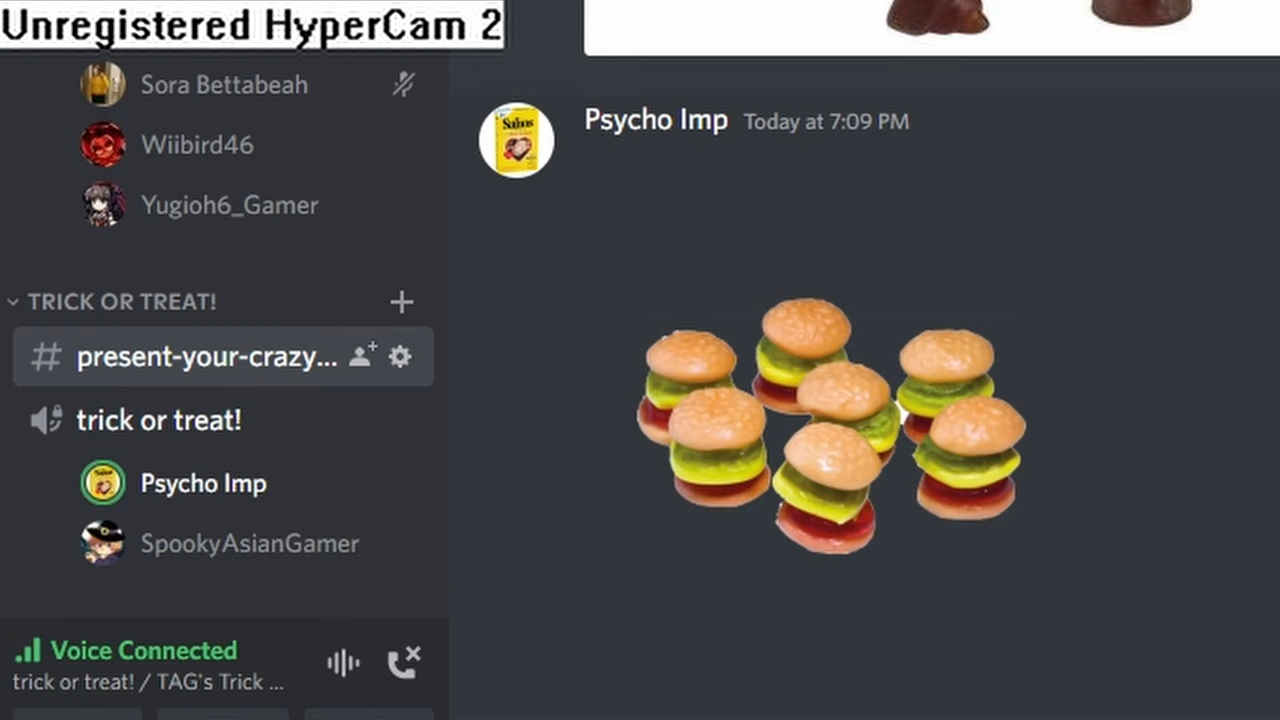 Unregistered HyperCam 2
Sora Bettabeah
Wiibird46
Yugioh6_Gamer
TRICK OR TREAT!
present-your-crazy...
trick or treat!
Psycho Imp
SpookyAsianGamer
Voice Connected
trick or treat! / TAG's Trick ...
Psycho Imp Today at 7:09 PM